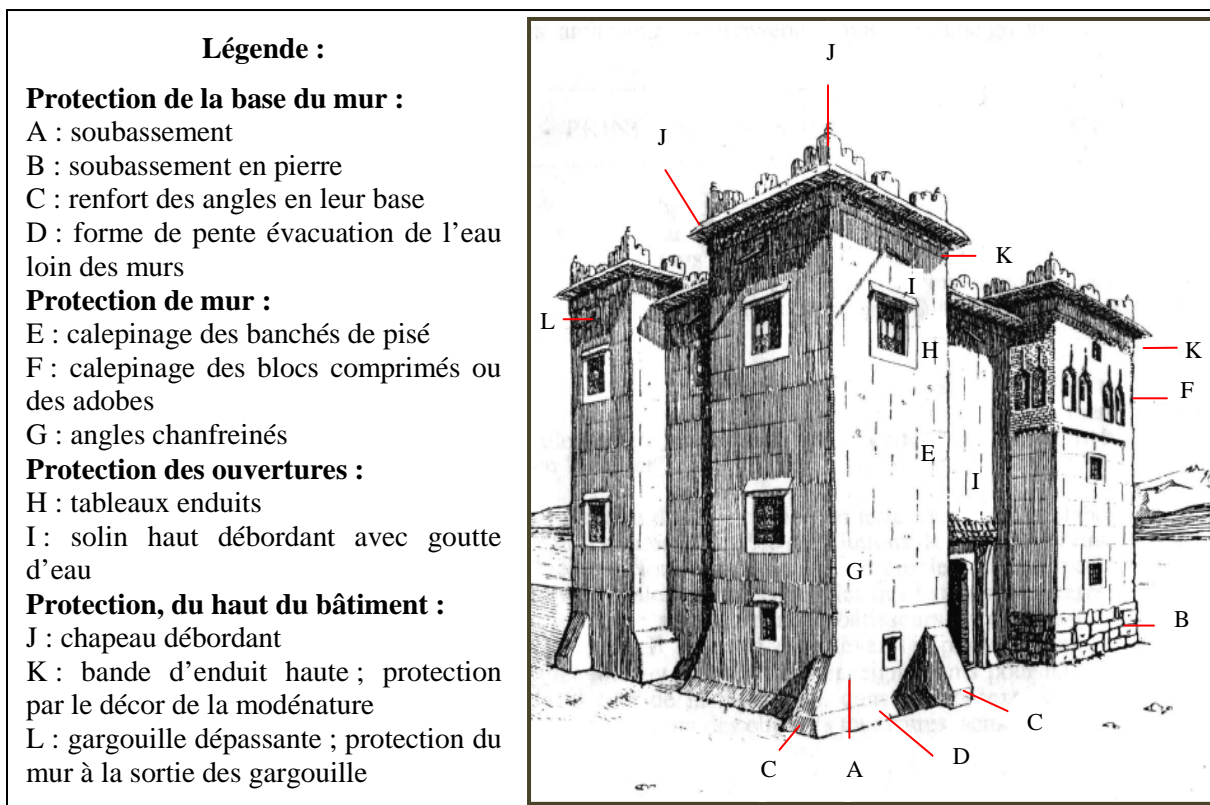 Légende :
Protection de la base du mur :
A : soubassement
B : soubassement en pierre
C : renfort des angles en leur base
D : forme de pente évacuation de l'eau
loin des murs
Protection de mur :
E : calepinage des banchés de pisé
F : calepinage des blocs comprimés ou
des adobes
G : angles chanfreinés
Protection des ouvertures :
H : tableaux enduits
I : solin haut débordant avec goutte
d'eau
Protection, du haut du bâtiment :
J : chapeau débordant
K : bande d'enduit haute ; protection
par le décor de la modénature
L : gargouille dépassante ; protection du
mur à la sortie des gargouille
J
J
K
I
L
H
K
F
E
I
G
B
C
D
C
A